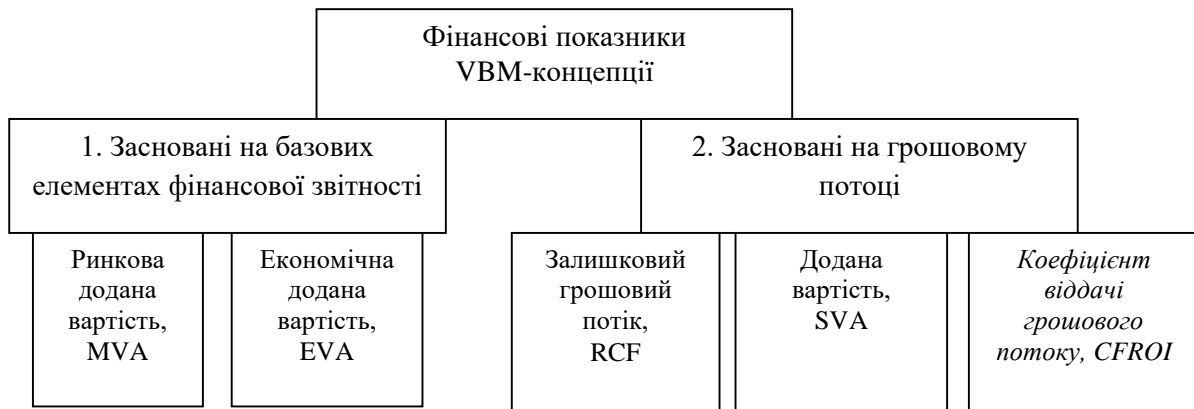 Фінансові показники
VBM-концепції
1. Засновані на базових
елементах фінансової звітності
2. Засновані на грошовому
потоці
Ринкова
додана
вартість,
MVA
Економічна
додана
вартість,
EVA
Залишковий
грошовий
потік,
RCF
Додана
вартість,
SVA
Коефіцієнт
віддачі
грошового
потоку, CFROI